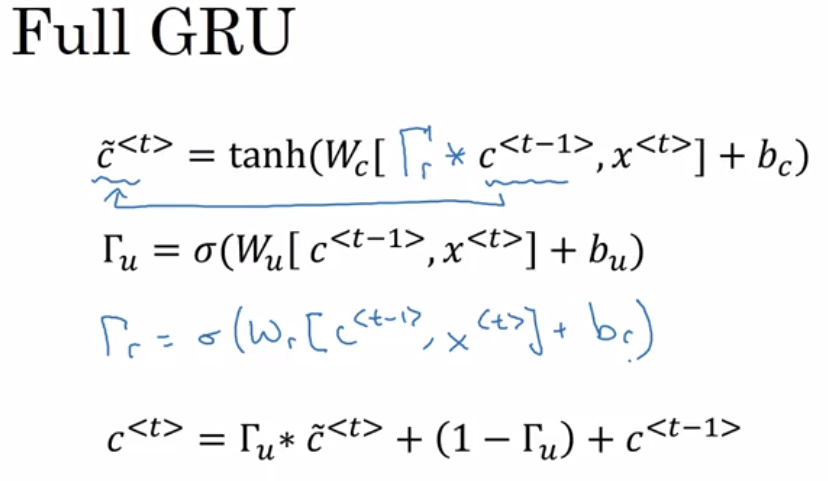 Full GRU
c̃<t> = tanh(W_c[ Γ_r * c<t−1>, x<t>] + b_c)
Γ_u = σ(W_u[ c<t−1>, x<t>] + b_u)
Γ_r = σ(W_r[c<t-1>, x<t>] + b_r)
c<t> = Γ_u* c̃<t> + (1 − Γ_u) + c<t−1>